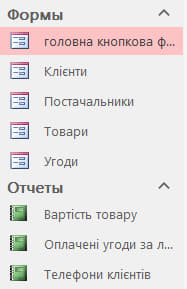 Формы
головна кнопкова ф...
Клієнти
Постачальники
Товари
Угоди
Отчеты
Вартість товару
Оплачені угоди за л...
Телефони клієнтів